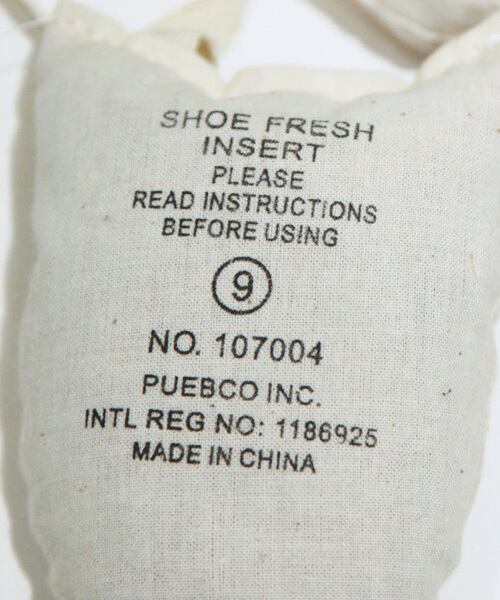 SHOE FRESH
INSERT
PLEASE
READ INSTRUCTIONS
BEFORE USING
9
NO. 107004
PUEBCO INC.
INTL REG NO: 1186925
MADE IN CHINA